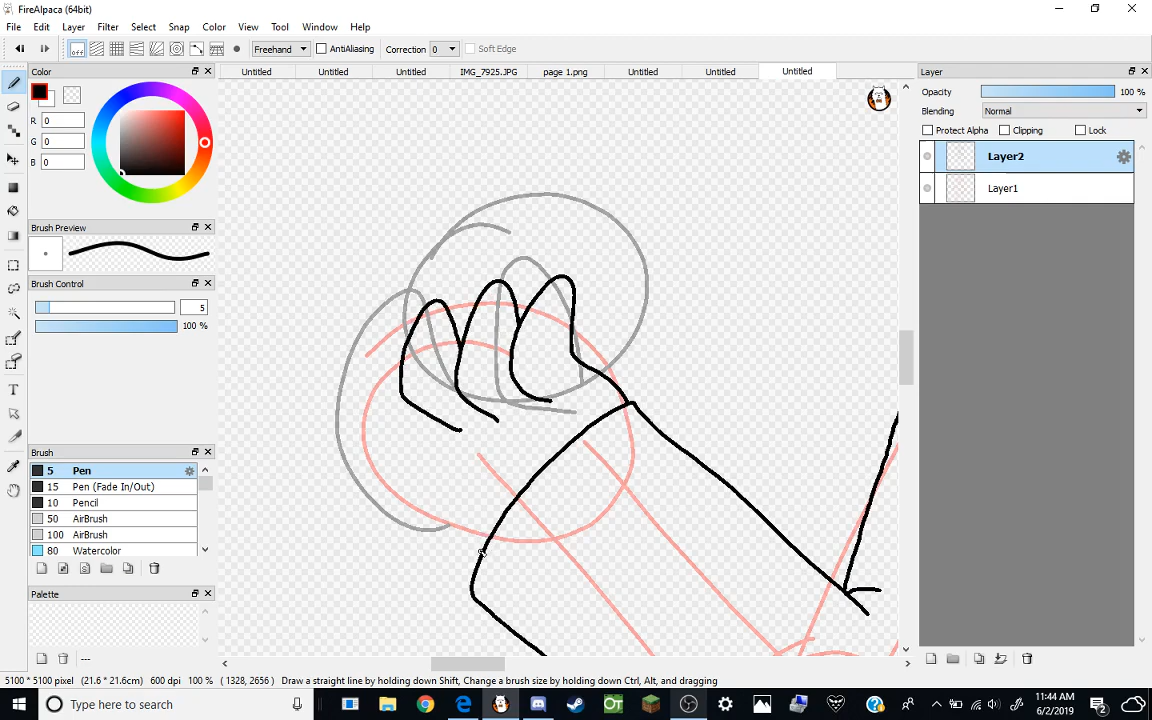 FireAlpaca (64bit)
File Edit Layer Filter Select Snap Color View Tool Window Help
off Freehand AntiAliasing Correction 0 Soft Edge
Color
R 0
G 0
B 0
Brush Preview
Brush Control
5
100 %
Brush
5 Pen
15 Pen (Fade In/Out)
10 Pencil
50 AirBrush
100 AirBrush
80 Watercolor
Palette
---
Untitled Untitled Untitled IMG_7925.JPG page 1.png Untitled Untitled Untitled
Layer
Opacity 100 %
Blending Normal
Protect Alpha Clipping Lock
Layer2
Layer1
5100 * 5100 pixel (21.6 * 21.6cm) 600 dpi 100 % ( 1328, 2656 ) Draw a straight line by holding down Shift, Change a brush size by holding down Ctrl, Alt, and dragging
Type here to search
OT
11:44 AM
6/2/2019
2